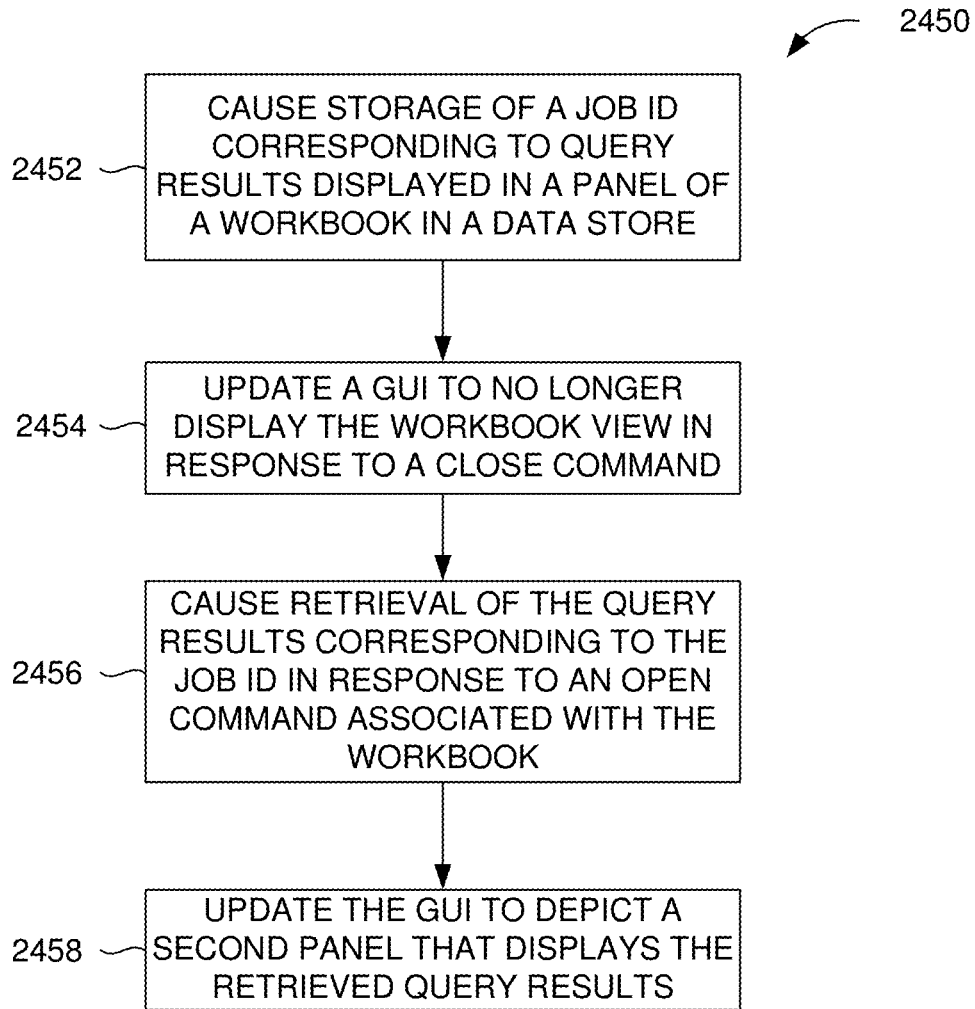 2450
CAUSE STORAGE OF A JOB ID
CORRESPONDING TO QUERY
RESULTS DISPLAYED IN A PANEL OF
A WORKBOOK IN A DATA STORE
2452
UPDATE A GUI TO NO LONGER
DISPLAY THE WORKBOOK VIEW IN
RESPONSE TO A CLOSE COMMAND
2454
CAUSE RETRIEVAL OF THE QUERY
RESULTS CORRESPONDING TO THE
JOB ID IN RESPONSE TO AN OPEN
COMMAND ASSOCIATED WITH THE
WORKBOOK
2456
UPDATE THE GUI TO DEPICT A
SECOND PANEL THAT DISPLAYS THE
RETRIEVED QUERY RESULTS
2458